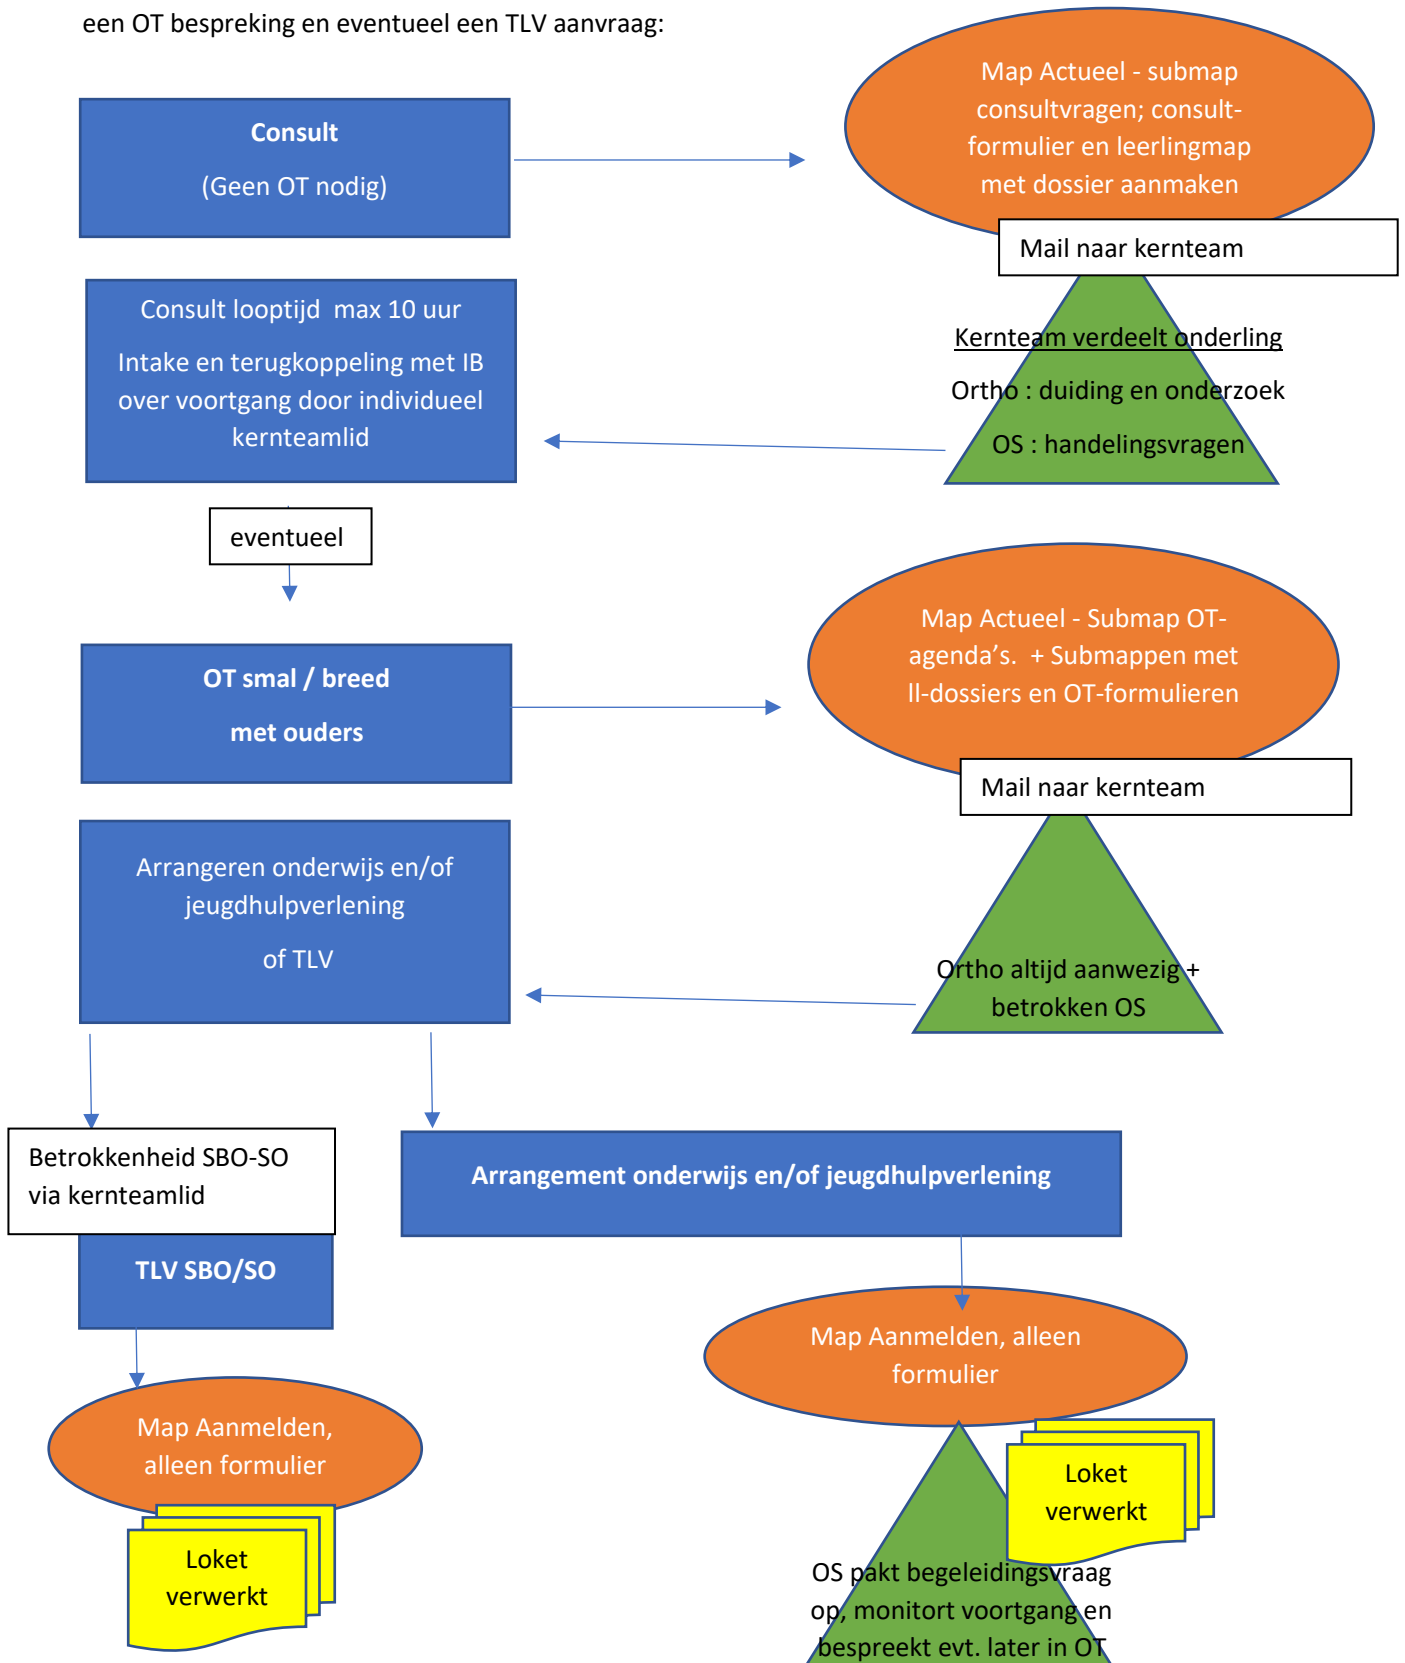 een OT bespreking en eventueel een TLV aanvraag:
Consult
(Geen OT nodig)
Map Actueel - submap
consultvragen; consult-
formulier en leerlingmap
met dossier aanmaken
Mail naar kernteam
Consult looptijd  max 10 uur
Intake en terugkoppeling met IB
over voortgang door individueel
kernteamlid
Kernteam verdeelt onderling
Ortho : duiding en onderzoek
OS : handelingsvragen
eventueel
OT smal / breed
met ouders
Map Actueel - Submap OT-
agenda’s.  + Submappen met
ll-dossiers en OT-formulieren
Mail naar kernteam
Arrangeren onderwijs en/of
jeugdhulpverlening
of TLV
Ortho altijd aanwezig +
betrokken OS
Betrokkenheid SBO-SO
via kernteamlid
TLV SBO/SO
Arrangement onderwijs en/of jeugdhulpverlening
Map Aanmelden, alleen
formulier
Map Aanmelden,
alleen formulier
Loket
verwerkt
Loket
verwerkt
OS pakt begeleidingsvraag
op, monitort voortgang en
bespreekt evt. later in OT